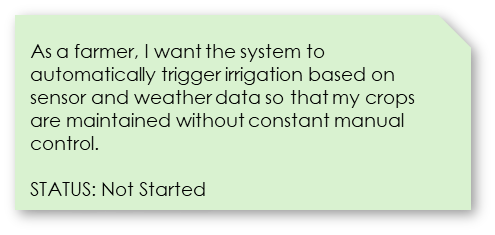 As a farmer, I want the system to
automatically trigger irrigation based on
sensor and weather data so that my crops
are maintained without constant manual
control.
STATUS: Not Started